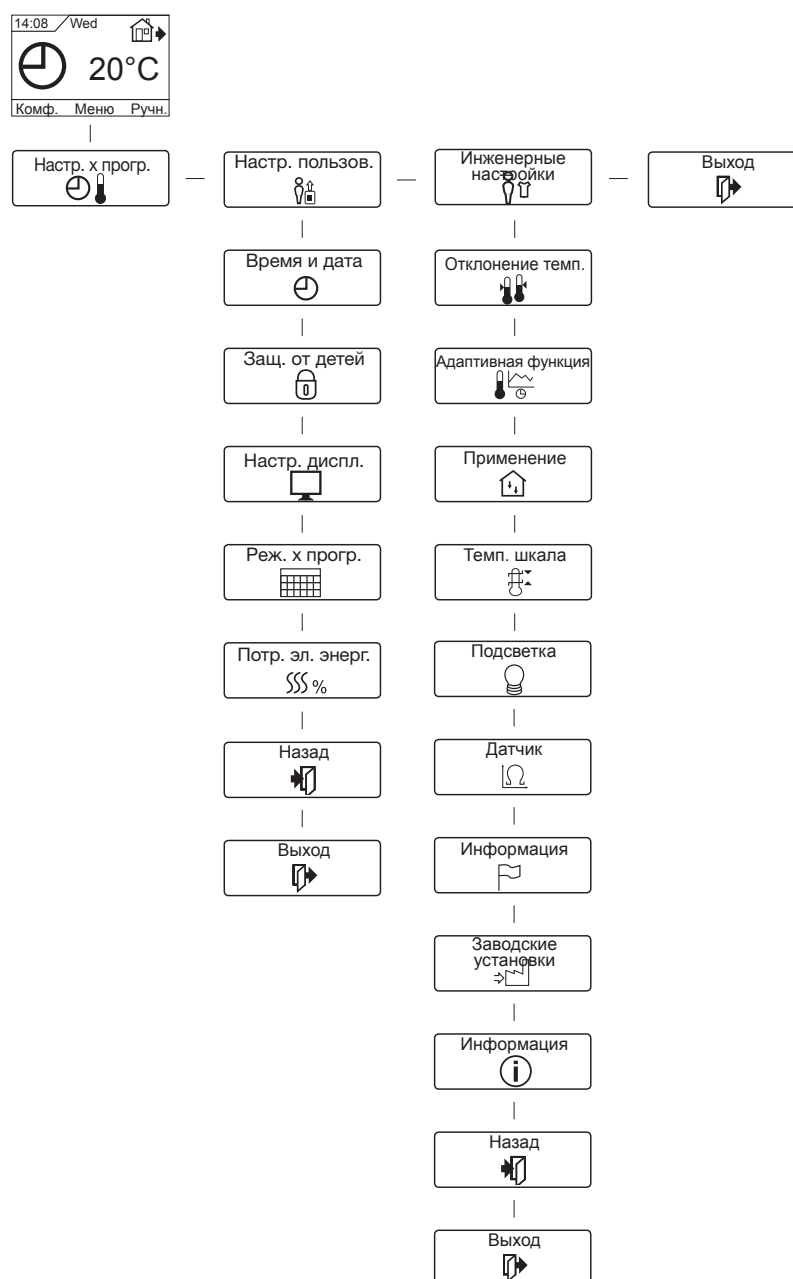 14:08 Wed
20°C
Комф. Меню Ручн.
Настр. х прогр.
Настр. пользов.
Инженерные
настройки
Выход
Время и дата
Защ. от детей
Настр. диспл.
Реж. х прогр.
Потр. эл. энерг.
%
Назад
Выход
Отклонение темп.
Адаптивная функция
Применение
Темп. шкала
Подсветка
Датчик
Ω
Информация
Заводские
установки
Информация
i
Назад
Выход